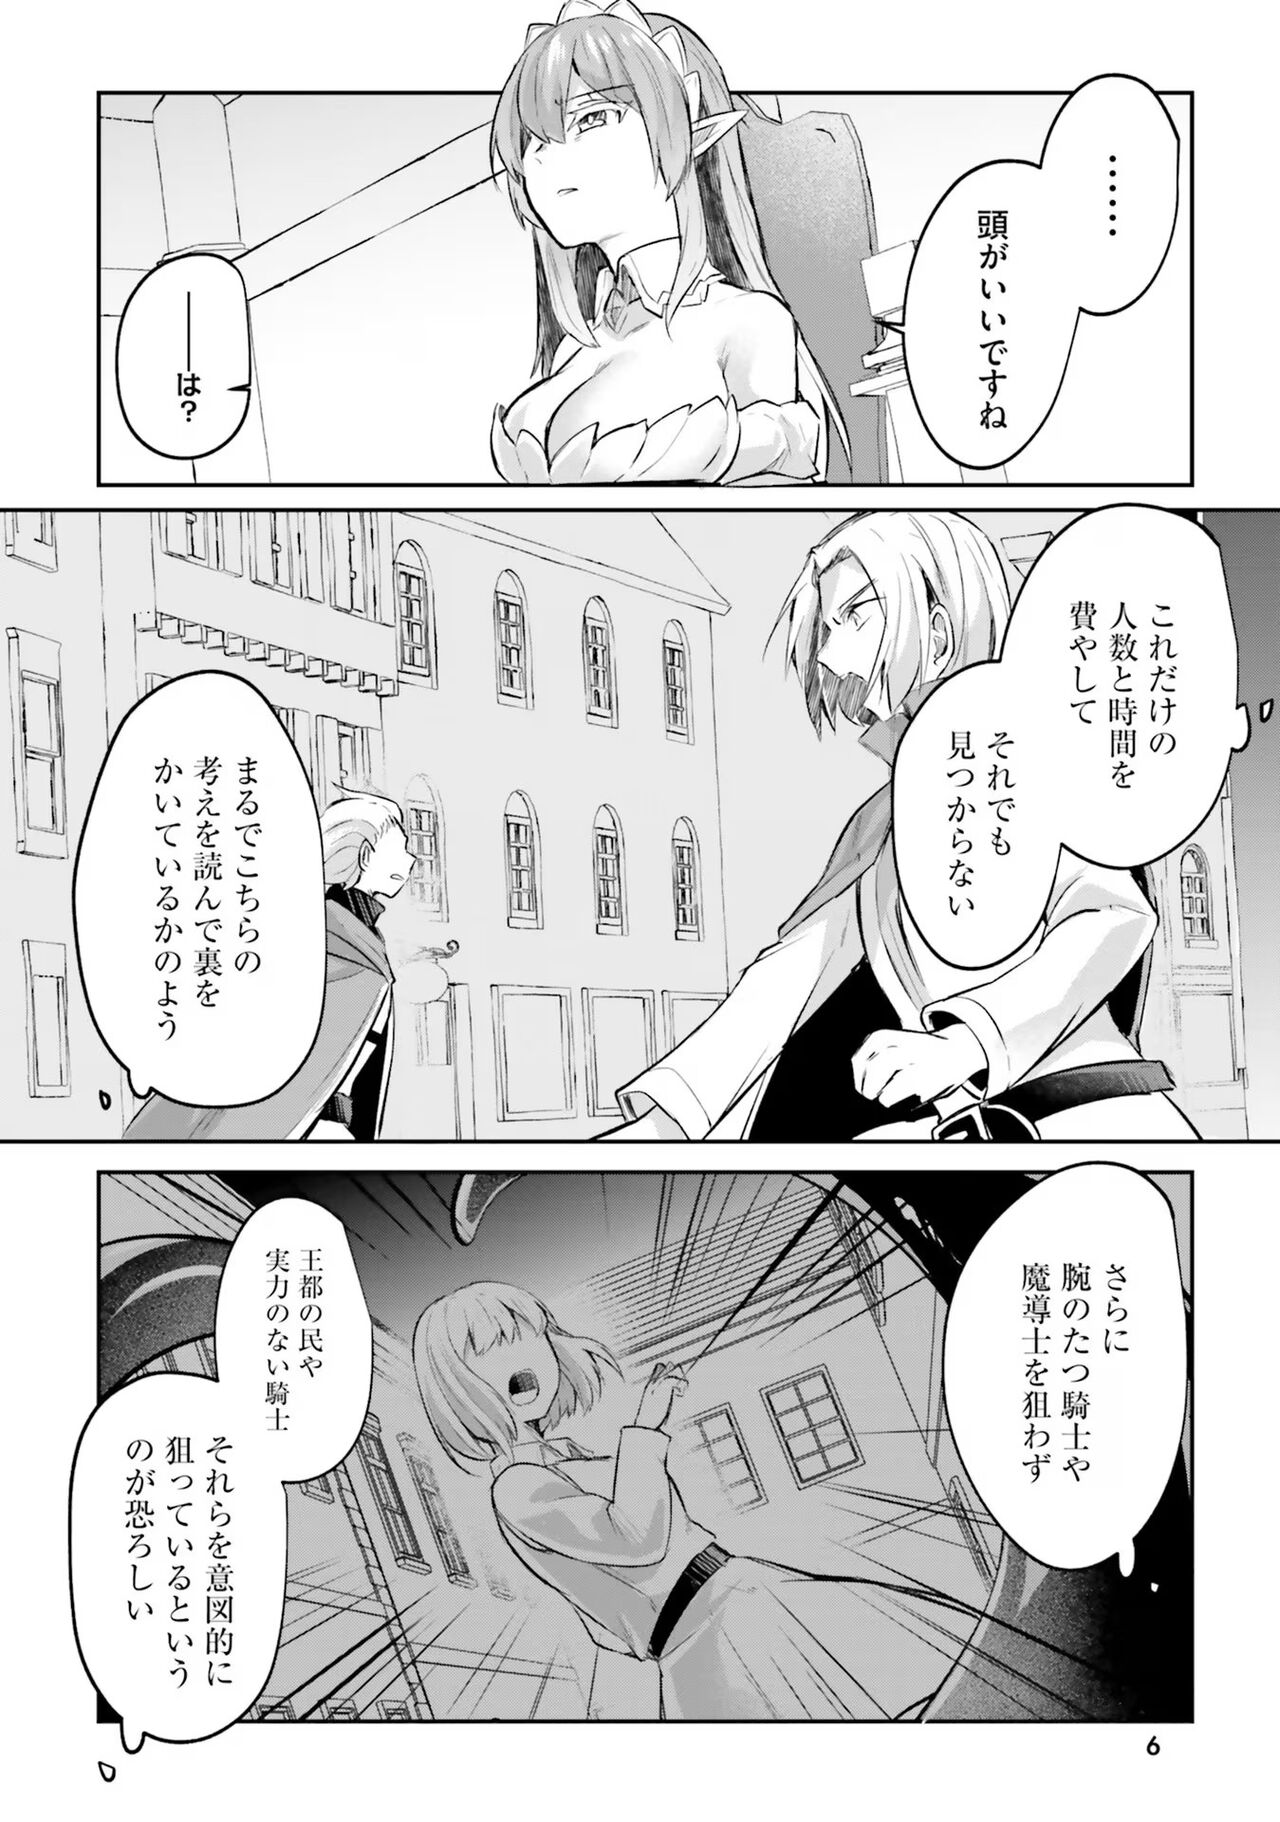 ……
頭がいいですね
――は？
これだけの
人数と時間を
費やして
それでも
見つからない
まるでこちらの
考えを読んで裏を
かいているかのよう
さらに
腕のたつ騎士や
魔導士を狙わず
王都の民や
実力のない騎士
それらを意図的に
狙っているという
のが恐ろしい
6